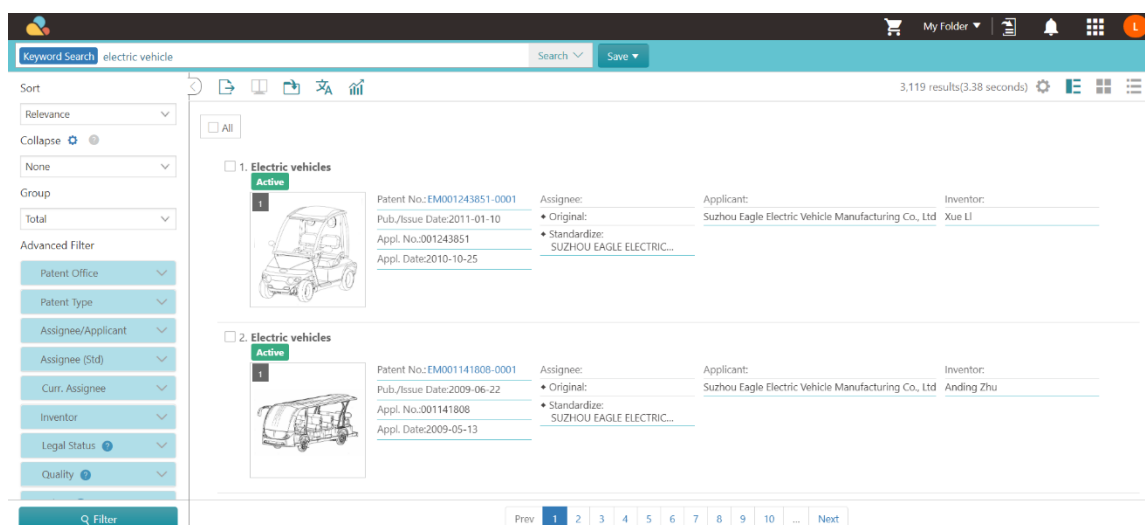 My Folder ▼
L
Keyword Search electric vehicle
Search
Save ▼
Sort
Relevance
Collapse
None
Group
Total
Advanced Filter
Patent Office
Patent Type
Assignee/Applicant
Assignee (Std)
Curr. Assignee
Inventor
Legal Status ?
Quality ?
Filter
3,119 results(3.38 seconds)
All
1. Electric vehicles
Active
1
Patent No.: EM001243851-0001
Pub./Issue Date:2011-01-10
Appl. No.:001243851
Appl. Date:2010-10-25
Assignee:
◆ Original:
◆ Standardize:
SUZHOU EAGLE ELECTRIC...
Applicant:
Suzhou Eagle Electric Vehicle Manufacturing Co., Ltd
Inventor:
Xue LI
2. Electric vehicles
Active
1
Patent No.: EM001141808-0001
Pub./Issue Date:2009-06-22
Appl. No.:001141808
Appl. Date:2009-05-13
Assignee:
◆ Original:
◆ Standardize:
SUZHOU EAGLE ELECTRIC...
Applicant:
Suzhou Eagle Electric Vehicle Manufacturing Co., Ltd
Inventor:
Anding Zhu
Prev 1 2 3 4 5 6 7 8 9 10 ... Next